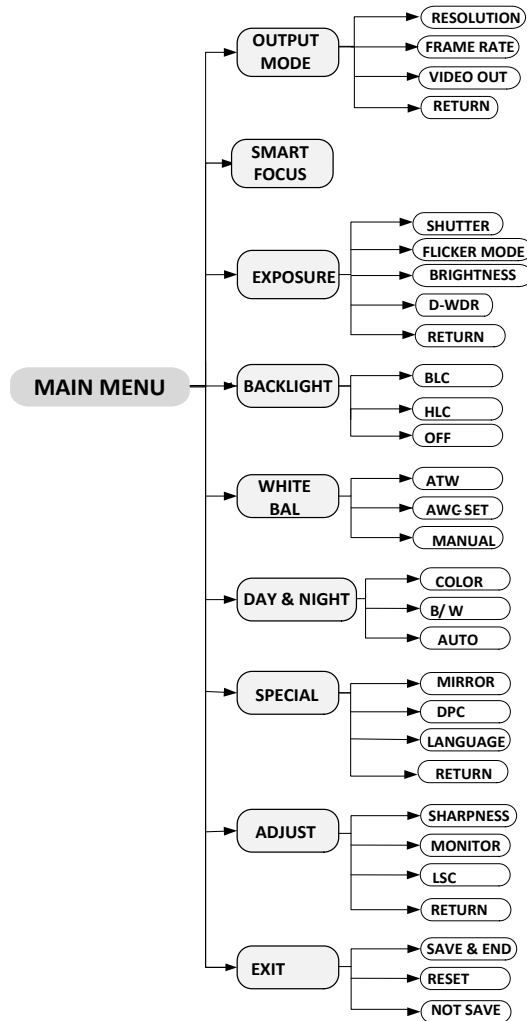 MAIN MENU
OUTPUT
MODE
RESOLUTION
FRAME RATE
VIDEO OUT
RETURN
SMART
FOCUS
EXPOSURE
SHUTTER
FLICKER MODE
BRIGHTNESS
D-WDR
RETURN
BACKLIGHT
BLC
HLC
OFF
WHITE
BAL
ATW
AWC-SET
MANUAL
DAY & NIGHT
COLOR
B/ W
AUTO
SPECIAL
MIRROR
DPC
LANGUAGE
RETURN
ADJUST
SHARPNESS
MONITOR
LSC
RETURN
EXIT
SAVE & END
RESET
NOT SAVE